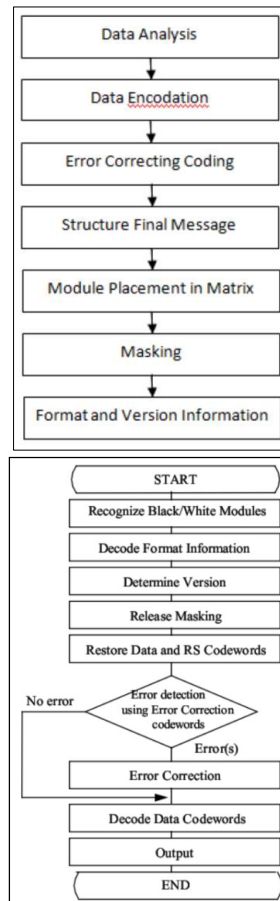 Data Analysis
Data Encodation
Error Correcting Coding
Structure Final Message
Module Placement in Matrix
Masking
Format and Version Information
START
Recognize Black/White Modules
Decode Format Information
Determine Version
Release Masking
Restore Data and RS Codewords
No error
Error detection
using Error Correction
codewords
Error(s)
Error Correction
Decode Data Codewords
Output
END